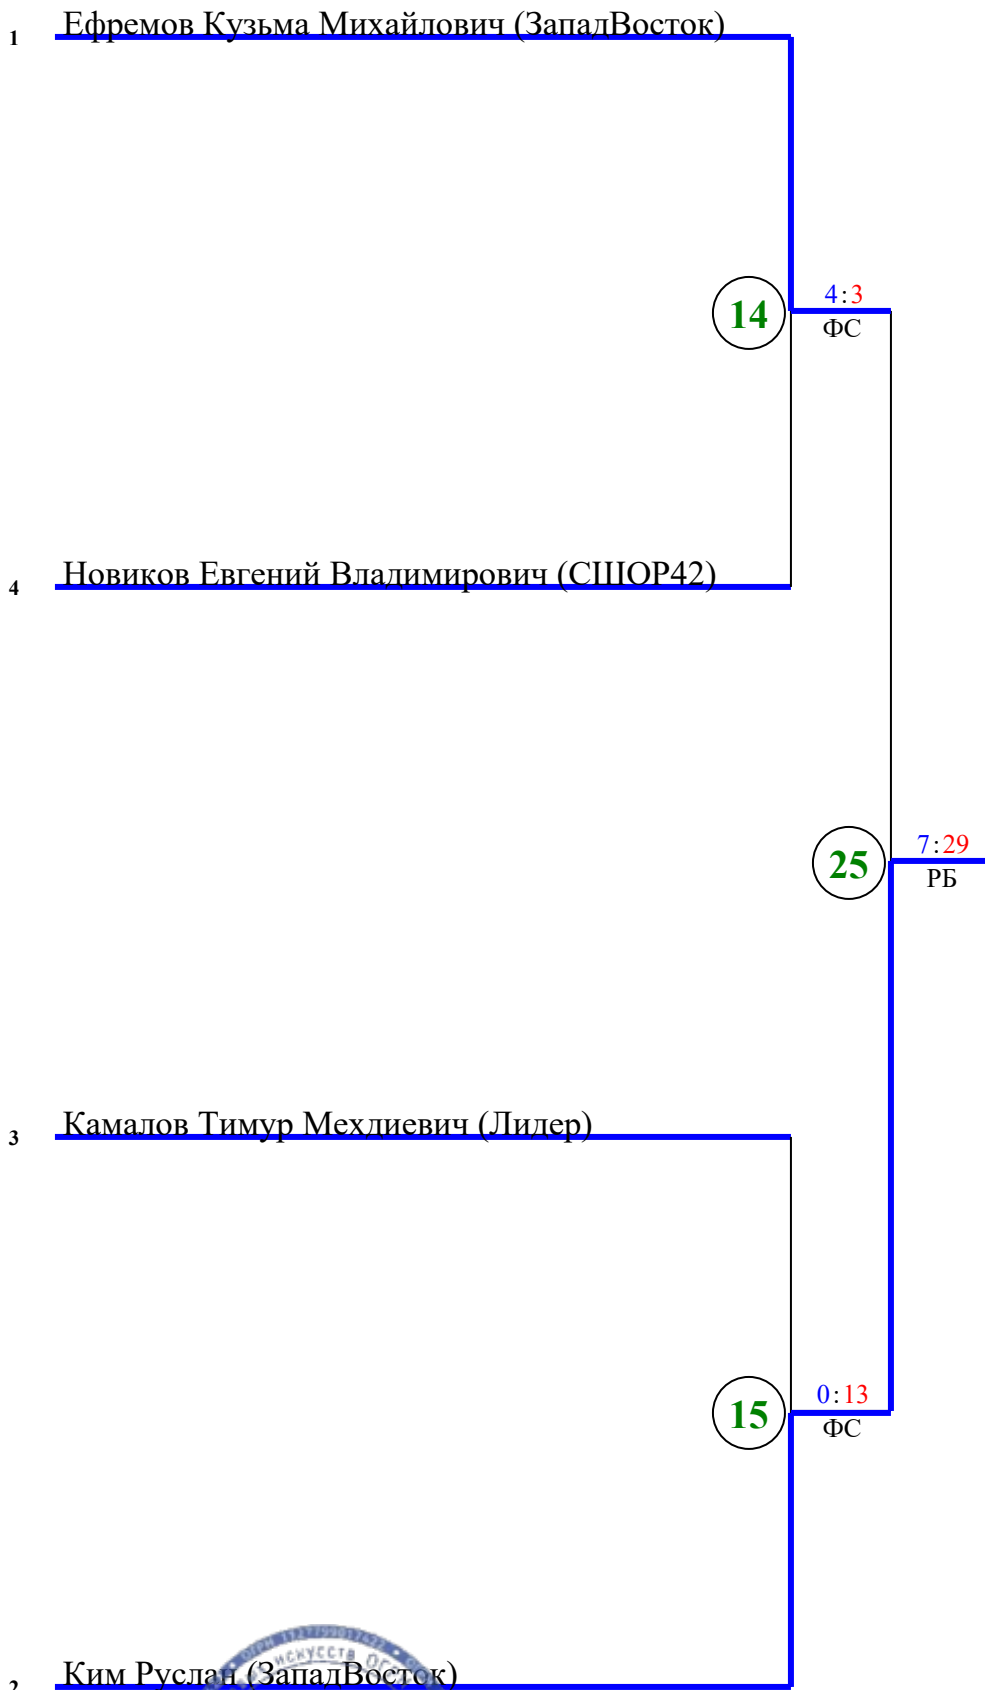 1 Ефремов Кузьма Михайлович (ЗападВосток)
14 4:3
ФС
4 Новиков Евгений Владимирович (СШОР42)
25 7:29
РБ
3 Камалов Тимур Мехдиевич (Лидер)
15 0:13
ФС
искусств
2 Ким Руслан (ЗападВосток)